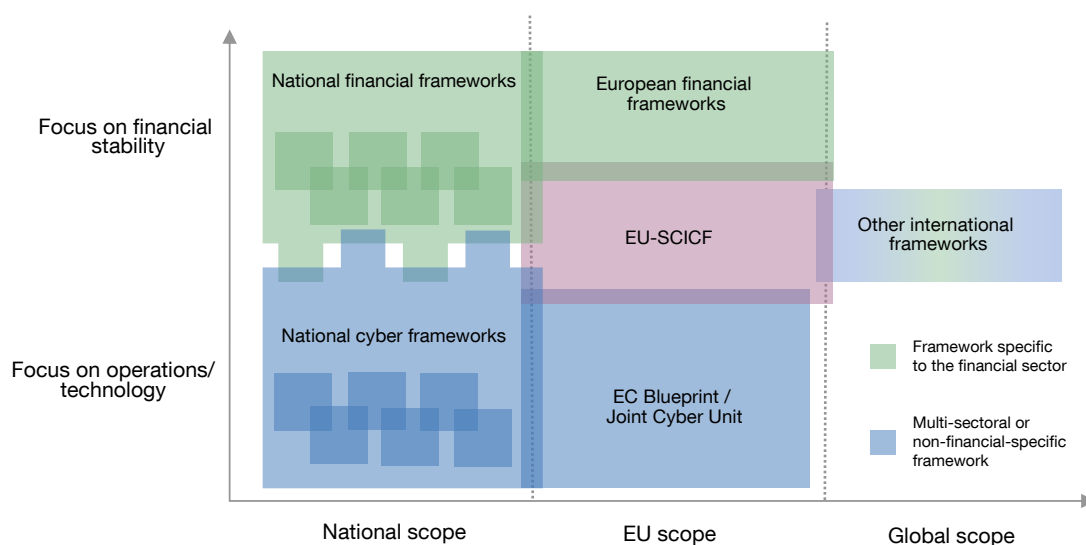 Focus on financial
stability
National financial frameworks
European financial
frameworks
EU-SCICF
Other international
frameworks
Focus on operations/
technology
National cyber frameworks
EC Blueprint /
Joint Cyber Unit
Framework specific
to the financial sector
Multi-sectoral or
non-financial-specific
framework
National scope
EU scope
Global scope